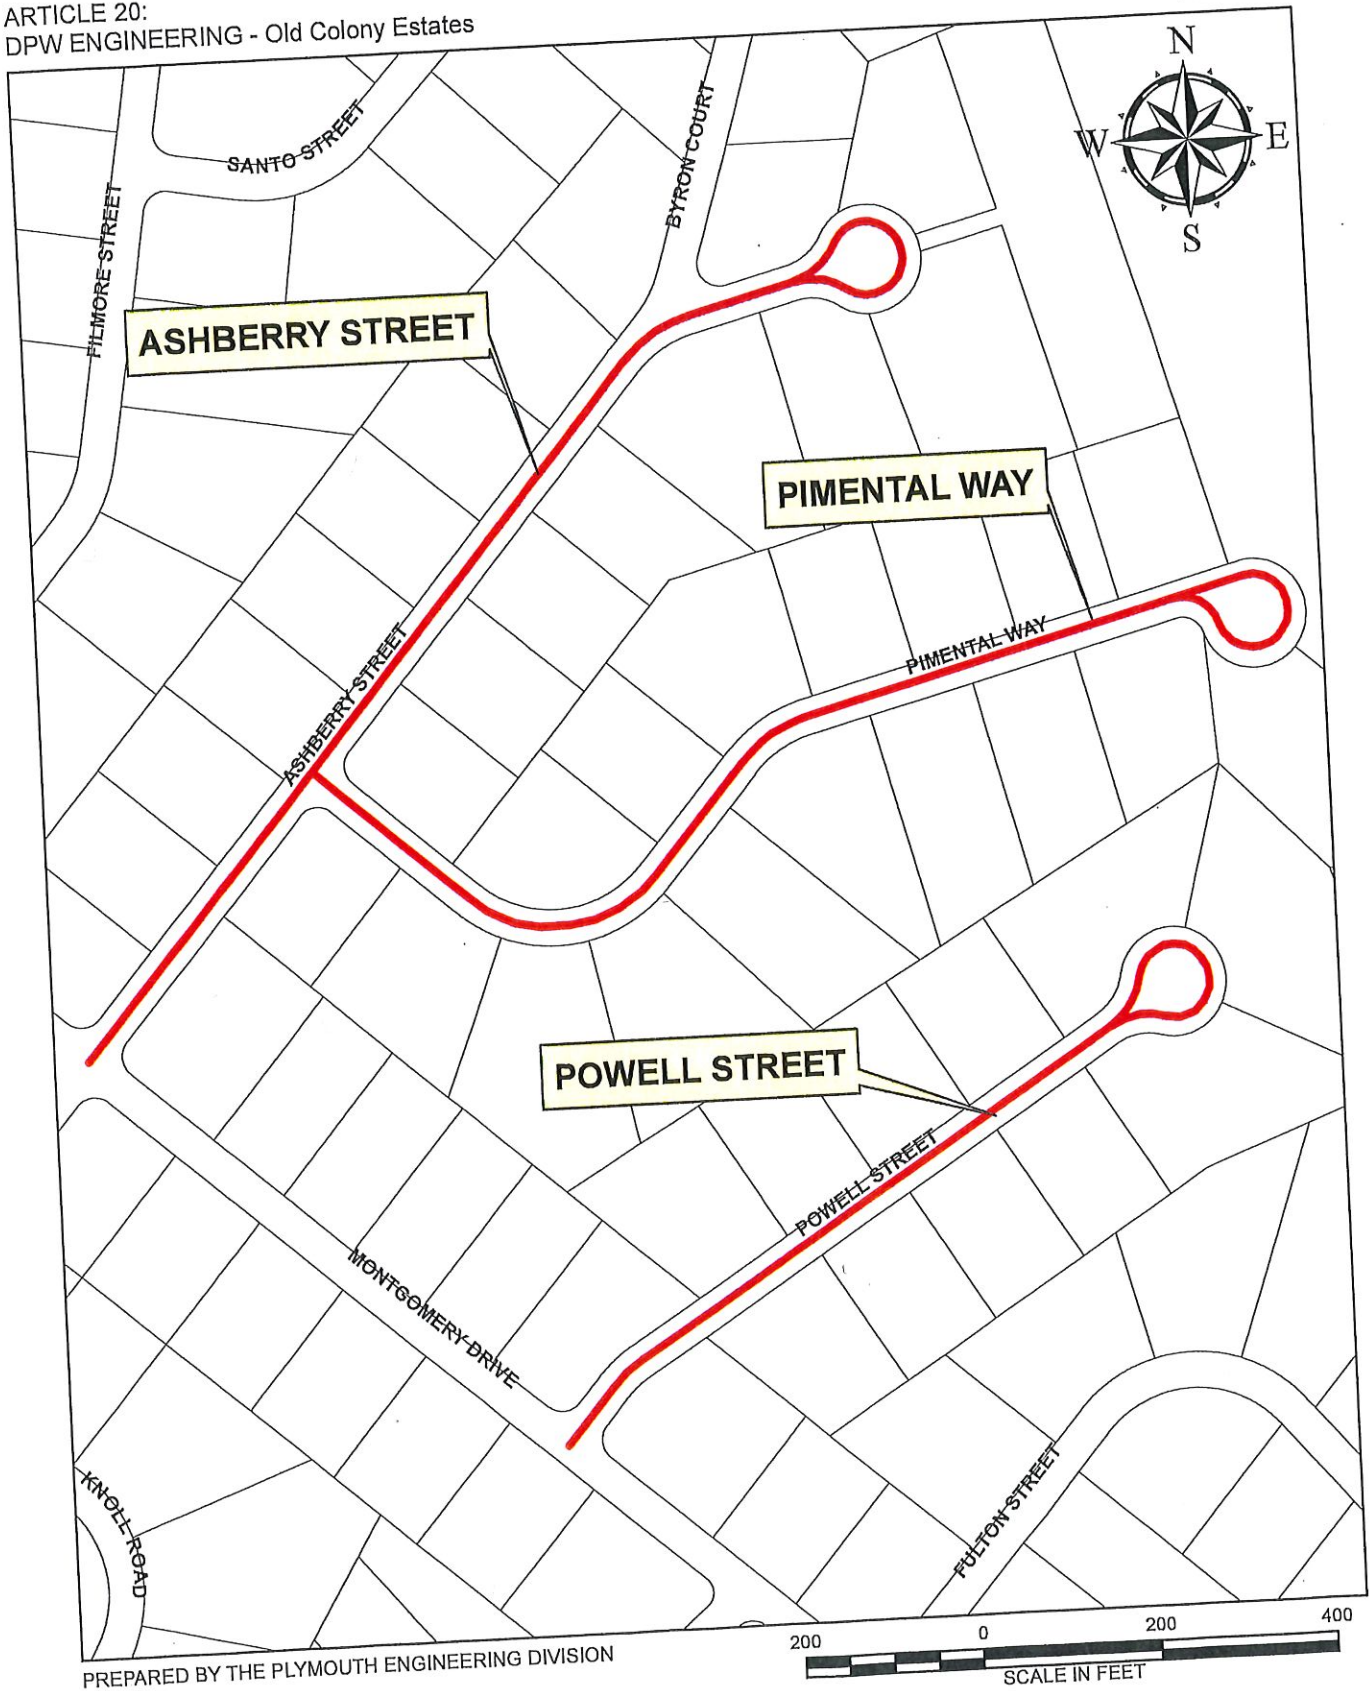 ARTICLE 20:
DPW ENGINEERING - Old Colony Estates
N
W
E
S
SANTO STREET
BYRON COURT
FILMORE STREET
ASHBERRY STREET
PIMENTAL WAY
PIMENTAL WAY
ASHBERRY STREET
POWELL STREET
POWELL STREET
MONTGOMERY DRIVE
KNOLL ROAD
FULTON STREET
200
0
200
400
SCALE IN FEET
PREPARED BY THE PLYMOUTH ENGINEERING DIVISION